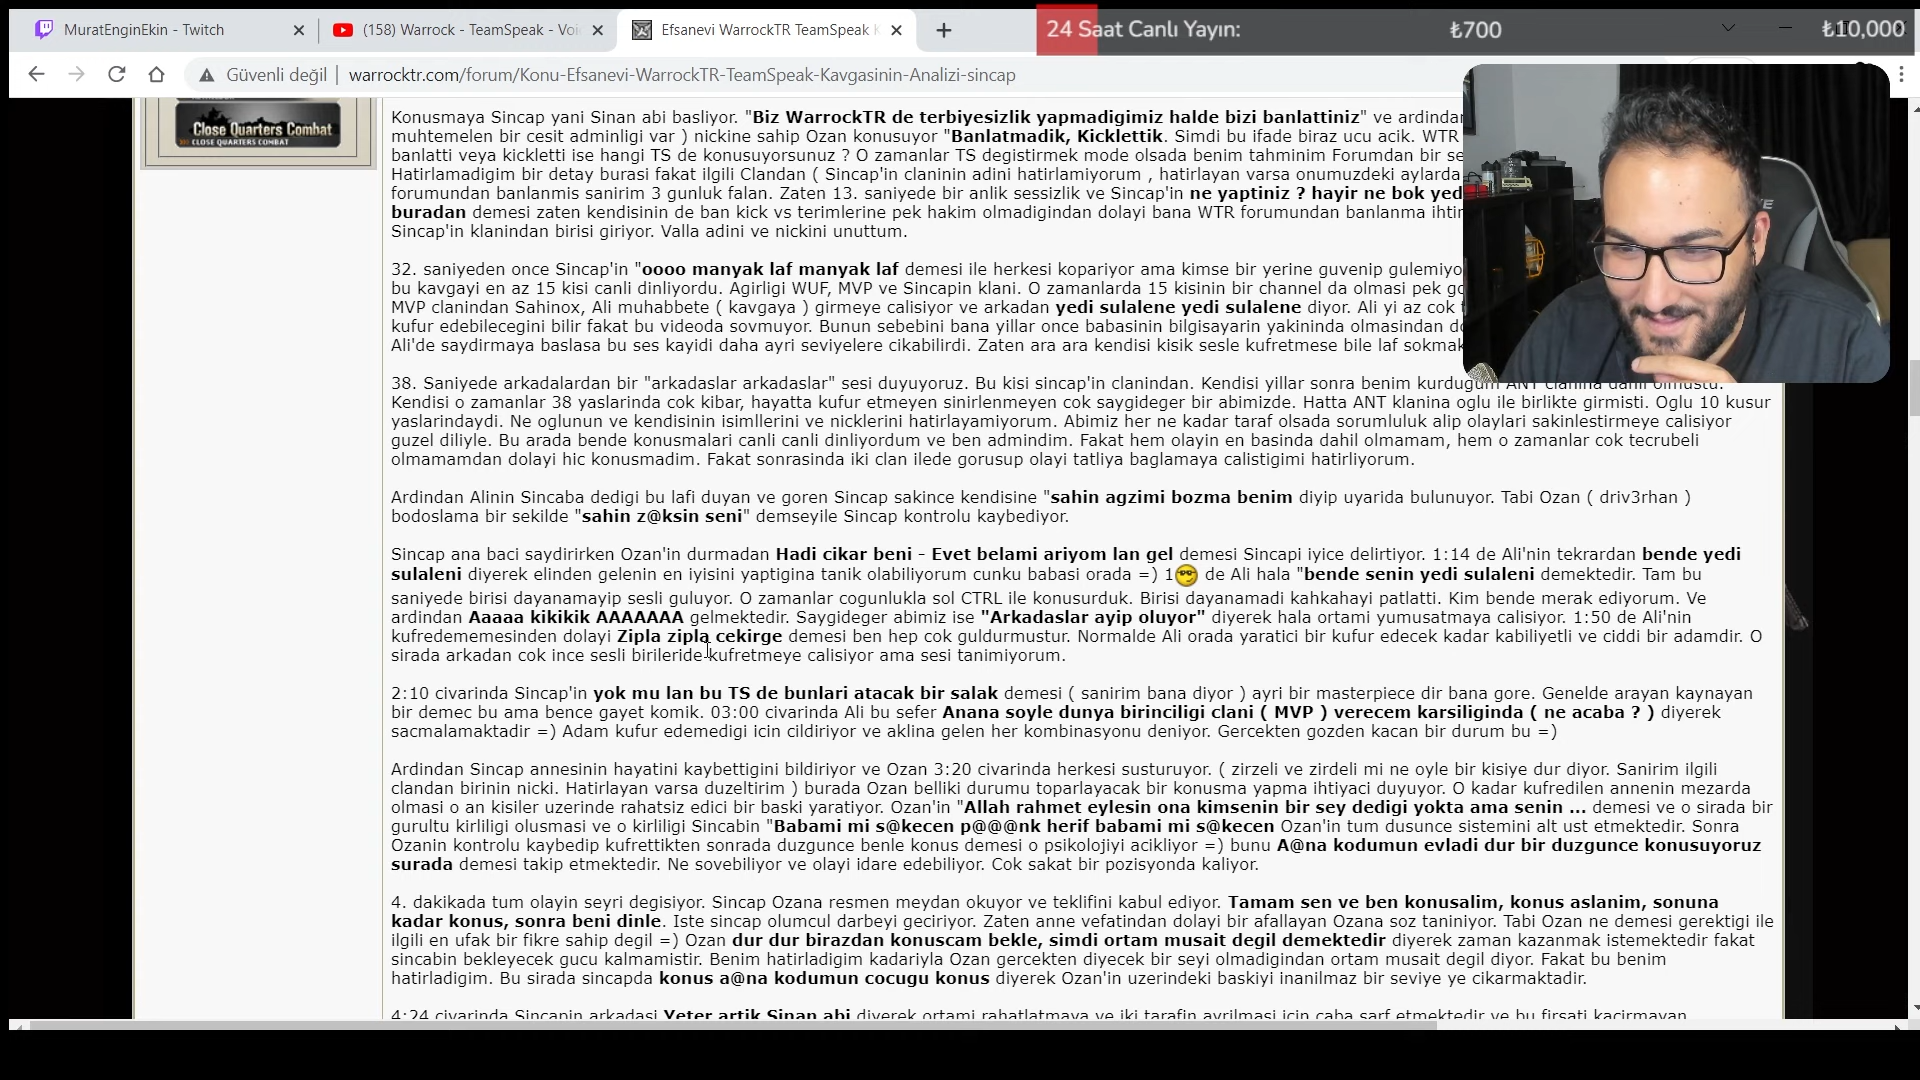 MuratEnginEkin - Twitch
(158) Warrock - TeamSpeak - Voi
Efsanevi WarrockTR TeamSpeak K
24 Saat Canlı Yayın: ₺700 ₺10,000
Güvenli değil | warrocktr.com/forum/Konu-Efsanevi-WarrockTR-TeamSpeak-Kavgasinin-Analizi-sincap
Close Quarters Combat
CLOSE QUARTERS COMBAT
Konusmaya Sincap yani Sinan abi basliyor. "Biz WarrockTR de terbiyesizlik yapmadigimiz halde bizi banlattiniz" ve ardindan
muhtemelen bir cesit adminligi var ) nickine sahip Ozan konusuyor "Banlatmadik, Kicklettik. Simdi bu ifade biraz ucu acik. WTR
banlatti veya kickletti ise hangi TS de konusuyorsunuz ? O zamanlar TS degistirmek mode olsada benim tahminim Forumdan bir se
Hatirlamadigim bir detay burasi fakat ilgili Clandan ( Sincap'in claninin adini hatirlamiyorum , hatirlayan varsa onumuzdeki aylarda
forumundan banlanmis sanirim 3 gunluk falan. Zaten 13. saniyede bir anlik sessizlik ve Sincap'in ne yaptiniz ? hayir ne bok yed
buradan demesi zaten kendisinin de ban kick vs terimlerine pek hakim olmadigindan dolayi bana WTR forumundan banlanma ihtir
Sincap'in klanindan birisi giriyor. Valla adini ve nickini unuttum.
32. saniyeden once Sincap'in "oooo manyak laf manyak laf demesi ile herkesi kopariyor ama kimse bir yerine guvenip gulemiyo
bu kavgayi en az 15 kisi canli dinliyordu. Agirligi WUF, MVP ve Sincapin klani. O zamanlarda 15 kisinin bir channel da olmasi pek go
MVP clanindan Sahinox, Ali muhabbete ( kavgaya ) girmeye calisiyor ve arkadan yedi sulalene yedi sulalene diyor. Ali yi az cok t
kufur edebilecegini bilir fakat bu videoda sovmuyor. Bunun sebebini bana yillar once babasinin bilgisayarin yakininda olmasindan do
Ali'de saydirmaya baslasa bu ses kayidi daha ayri seviyelere cikabilirdi. Zaten ara ara kendisi kisik sesle kufretmese bile laf sokmak
38. Saniyede arkadalardan bir "arkadaslar arkadaslar" sesi duyuyoruz. Bu kisi sincap'in clanindan. Kendisi yillar sonra benim kurdugum ANT clanina dahil olmustu.
Kendisi o zamanlar 38 yaslarinda cok kibar, hayatta kufur etmeyen sinirlenmeyen cok saygideger bir abimizde. Hatta ANT klanina oglu ile birlikte girmisti. Oglu 10 kusur
yaslarindaydi. Ne oglunun ve kendisinin isimllerini ve nicklerini hatirlayamiyorum. Abimiz her ne kadar taraf olsada sorumluluk alip olaylari sakinlestirmeye calisiyor
guzel diliyle. Bu arada bende konusmalari canli canli dinliyordum ve ben admindim. Fakat hem olayin en basinda dahil olmamam, hem o zamanlar cok tecrubeli
olmamamdan dolayi hic konusmadim. Fakat sonrasinda iki clan ilede gorusup olayi tatliya baglamaya calistigimi hatirliyorum.
Ardindan Alinin Sincaba dedigi bu lafi duyan ve goren Sincap sakince kendisine "sahin agzimi bozma benim diyip uyarida bulunuyor. Tabi Ozan ( driv3rhan )
bodoslama bir sekilde "sahin z@ksin seni" demseyile Sincap kontrolu kaybediyor.
Sincap ana baci saydirirken Ozan'in durmadan Hadi cikar beni - Evet belami ariyom lan gel demesi Sincapi iyice delirtiyor. 1:14 de Ali'nin tekrardan bende yedi
sulaleni diyerek elinden gelenin en iyisini yaptigina tanik olabiliyorum cunku babasi orada =) 1 de Ali hala "bende senin yedi sulaleni demektedir. Tam bu
saniyede birisi dayanamayip sesli guluyor. O zamanlar cogunlukla sol CTRL ile konusurduk. Birisi dayanamadi kahkahayi patlatti. Kim bende merak ediyorum. Ve
ardindan Aaaaa kikikik AAAAAAA gelmektedir. Saygideger abimiz ise "Arkadaslar ayip oluyor" diyerek hala ortami yumusatmaya calisiyor. 1:50 de Ali'nin
kufredememesinden dolayi Zipla zipla cekirge demesi ben hep cok guldurmustur. Normalde Ali orada yaratici bir kufur edecek kadar kabiliyetli ve ciddi bir adamdir. O
sirada arkadan cok ince sesli birileride kufretmeye calisiyor ama sesi tanimiyorum.
2:10 civarinda Sincap'in yok mu lan bu TS de bunlari atacak bir salak demesi ( sanirim bana diyor ) ayri bir masterpiece dir bana gore. Genelde arayan kaynayan
bir demec bu ama bence gayet komik. 03:00 civarinda Ali bu sefer Anana soyle dunya birinciligi clani ( MVP ) verecem karsiliginda ( ne acaba ? ) diyerek
sacmalamaktadir =) Adam kufur edemedigi icin cildiriyor ve aklina gelen her kombinasyonu deniyor. Gercekten gozden kacan bir durum bu =)
Ardindan Sincap annesinin hayatini kaybettigini bildiriyor ve Ozan 3:20 civarinda herkesi susturuyor. ( zirzeli ve zirdeli mi ne oyle bir kisiye dur diyor. Sanirim ilgili
clandan birinin nicki. Hatirlayan varsa duzeltirim ) burada Ozan belliki durumu toparlayacak bir konusma yapma ihtiyaci duyuyor. O kadar kufredilen annenin mezarda
olmasi o an kisiler uzerinde rahatsiz edici bir baski yaratiyor. Ozan'in "Allah rahmet eylesin ona kimsenin bir sey dedigi yokta ama senin ... demesi ve o sirada bir
gurultu kirliligi olusmasi ve o kirliligi Sincabin "Babami mi s@kecen p@@@nk herif babami mi s@kecen Ozan'in tum dusunce sistemini alt ust etmektedir. Sonra
Ozanin kontrolu kaybedip kufrettikten sonrada duzgunce benle konus demesi o psikolojiyi acikliyor =) bunu A@na kodumun evladi dur bir duzgunce konusuyoruz
surada demesi takip etmektedir. Ne sovebiliyor ve olayi idare edebiliyor. Cok sakat bir pozisyonda kaliyor.
4. dakikada tum olayin seyri degisiyor. Sincap Ozana resmen meydan okuyor ve teklifini kabul ediyor. Tamam sen ve ben konusalim, konus aslanim, sonuna
kadar konus, sonra beni dinle. Iste sincap olumcul darbeyi geciriyor. Zaten anne vefatindan dolayi bir afallayan Ozana soz taniniyor. Tabi Ozan ne demesi gerektigi ile
ilgili en ufak bir fikre sahip degil =) Ozan dur dur birazdan konuscam bekle, simdi ortam musait degil demektedir diyerek zaman kazanmak istemektedir fakat
sincabin bekleyecek gucu kalmamistir. Benim hatirladigim kadariyla Ozan gercekten diyecek bir seyi olmadigindan ortam musait degil diyor. Fakat bu benim
hatirladigim. Bu sirada sincapda konus a@na kodumun cocugu konus diyerek Ozan'in uzerindeki baskiyi inanilmaz bir seviye ye cikarmaktadir.
4:24 civarinda Sincapin arkadasi Yeter artik Sinan abi diyerek ortami rahatlatmaya ve iki tarafin ayrilmasi icin caba sarf etmektedir ve bu firsati kacirmayan